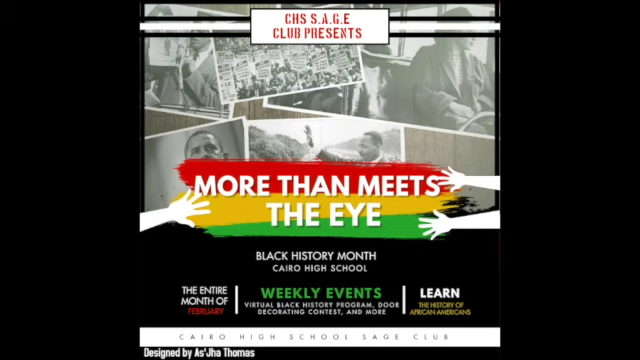 CHS S.A.G.E
CLUB PRESENTS
MORE THAN MEETS
THE EYE
BLACK HISTORY MONTH
CAIRO HIGH SCHOOL
THE ENTIRE
MONTH OF
FEBRUARY
WEEKLY EVENTS
VIRTUAL BLACK HISTORY PROGRAM, DOOR
DECORATING CONTEST, AND MORE
LEARN
THE HISTORY OF
AFRICAN AMERICANS
CAIRO HIGH SCHOOL SAGE CLUB
Designed by As'Jha Thomas